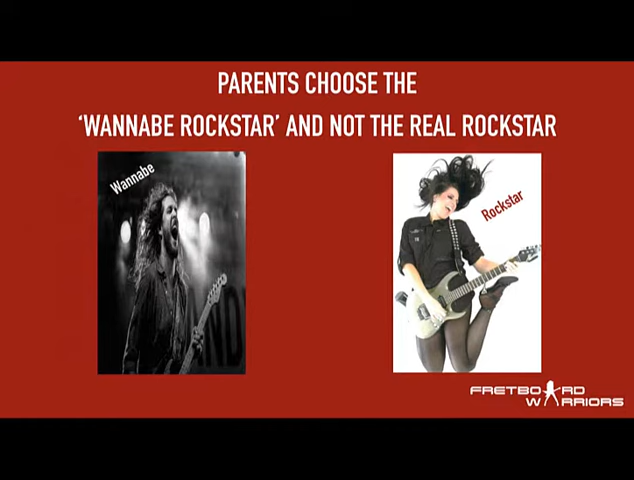 PARENTS CHOOSE THE
‘WANNABE ROCKSTAR’ AND NOT THE REAL ROCKSTAR
Wannabe
Rockstar
FRETBOARD
WARRIORS